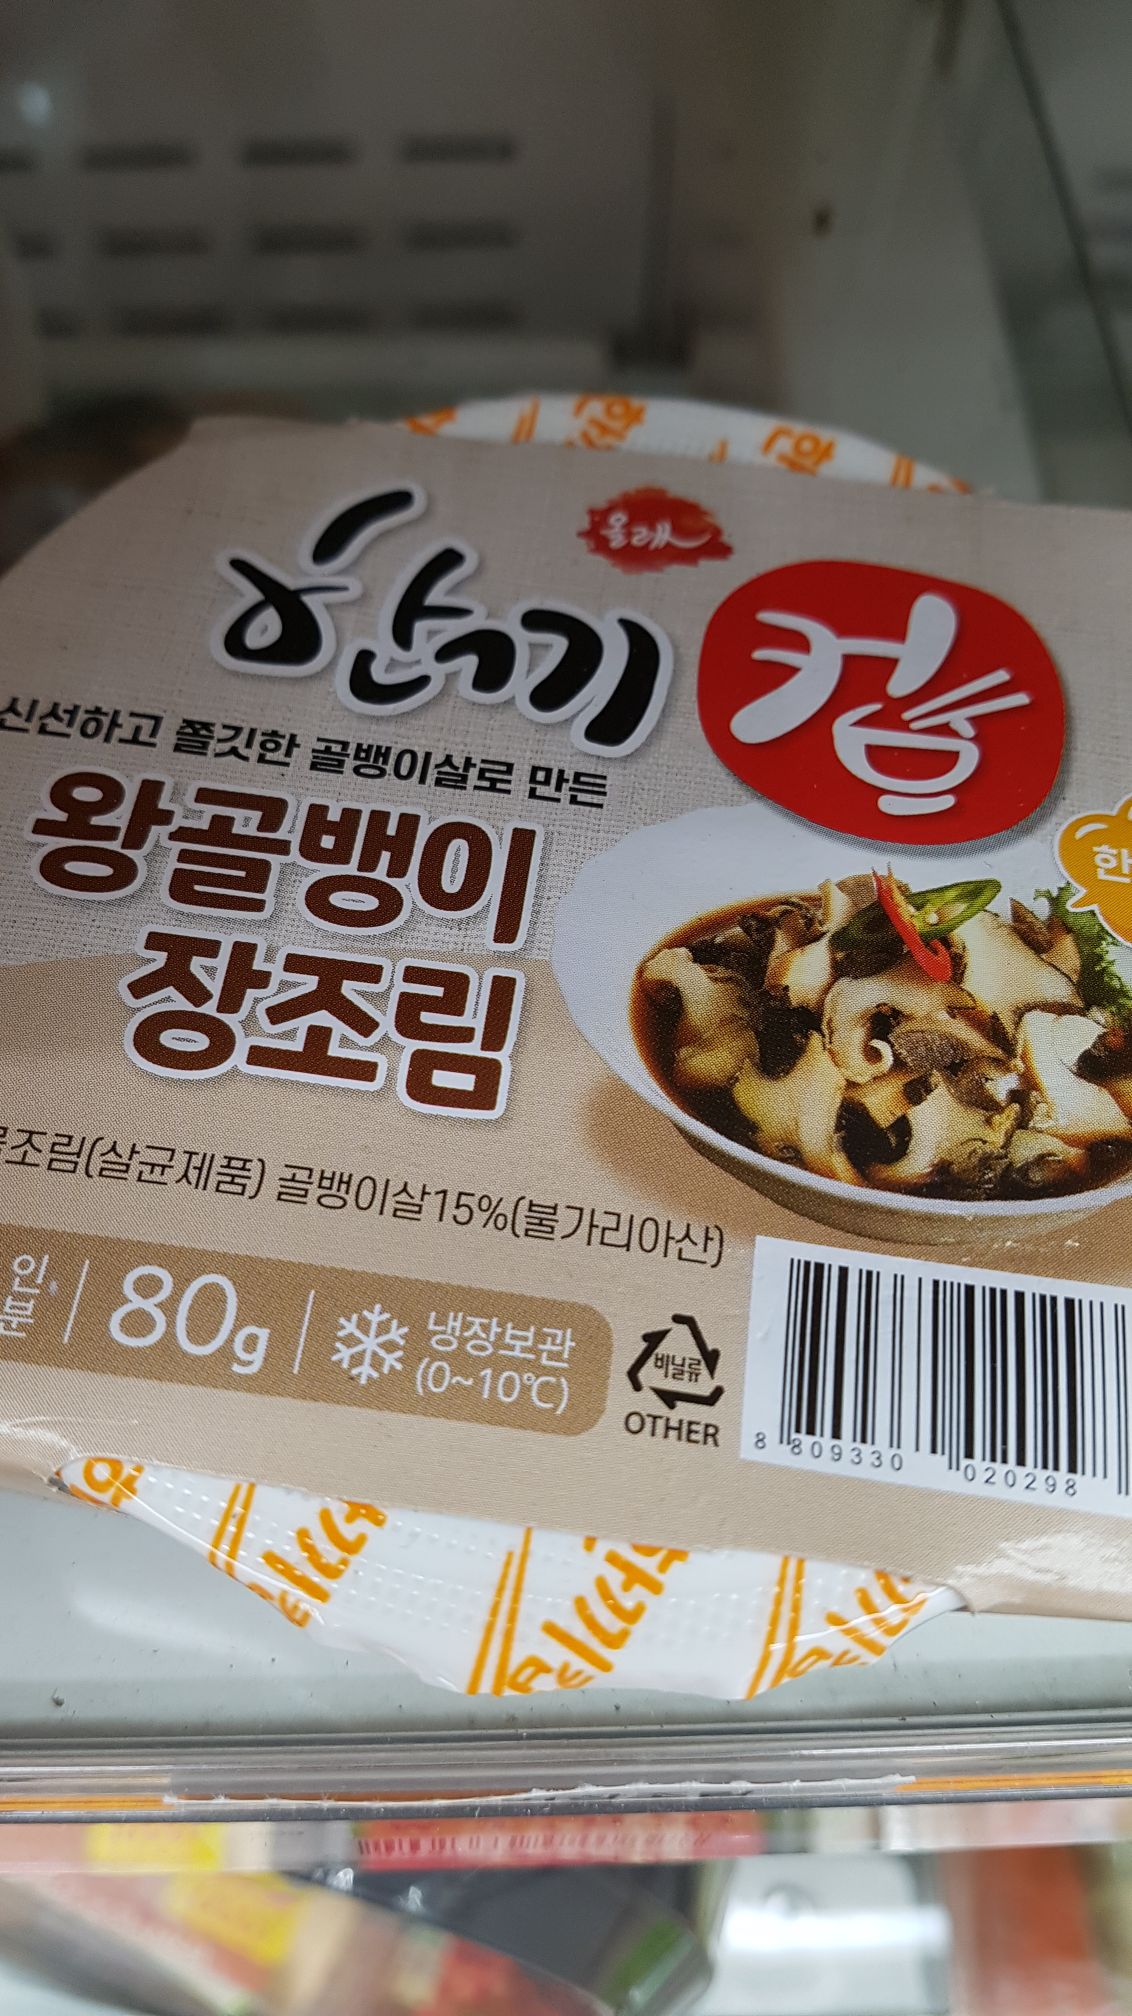 올래
한끼 컵
신선하고 쫄깃한 골뱅이살로 만든
왕골뱅이
장조림
조림(살균제품) 골뱅이살15%(불가리아산)
인분 80g 냉장보관
(0~10℃)
비닐류
OTHER
8 809330 020298